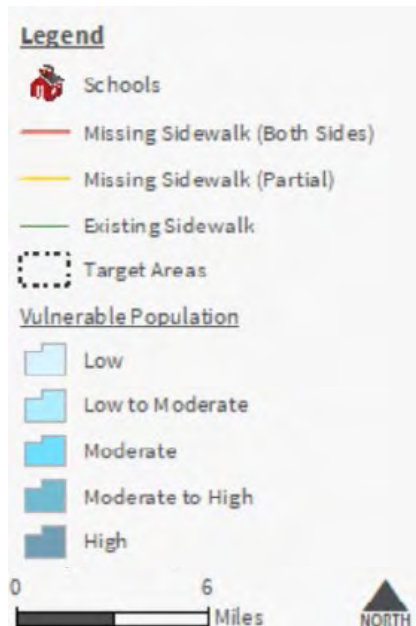 Legend
Schools
Missing Sidewalk (Both Sides)
Missing Sidewalk (Partial)
Existing Sidewalk
Target Areas
Vulnerable Population
Low
Low to Moderate
Moderate
Moderate to High
High
0 6
Miles
NORTH